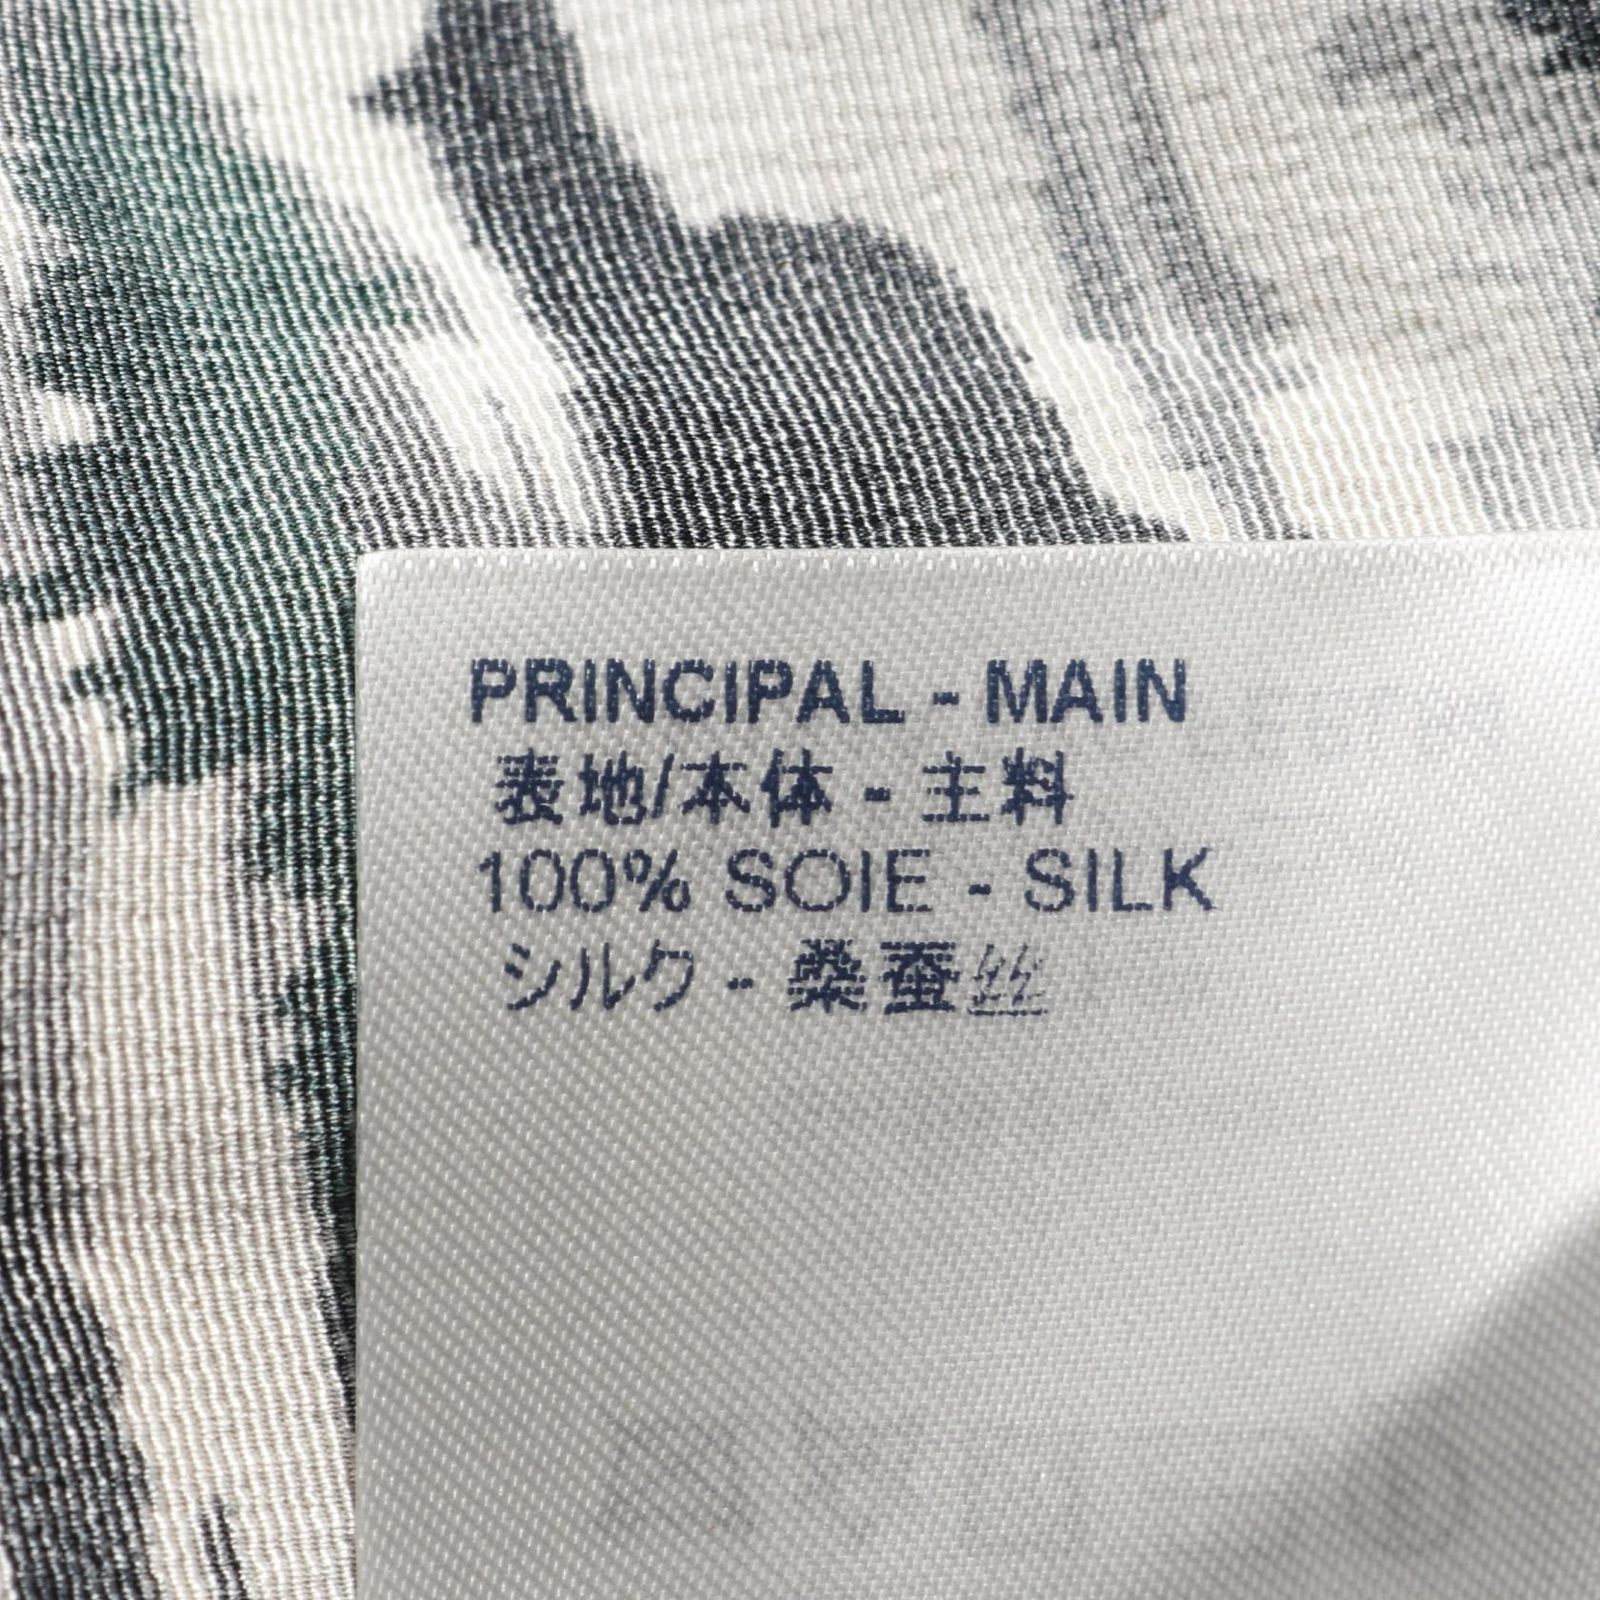 PRINCIPAL - MAIN
表地/本体 - 主料
100% SOIE - SILK
シルク - 桑蚕丝